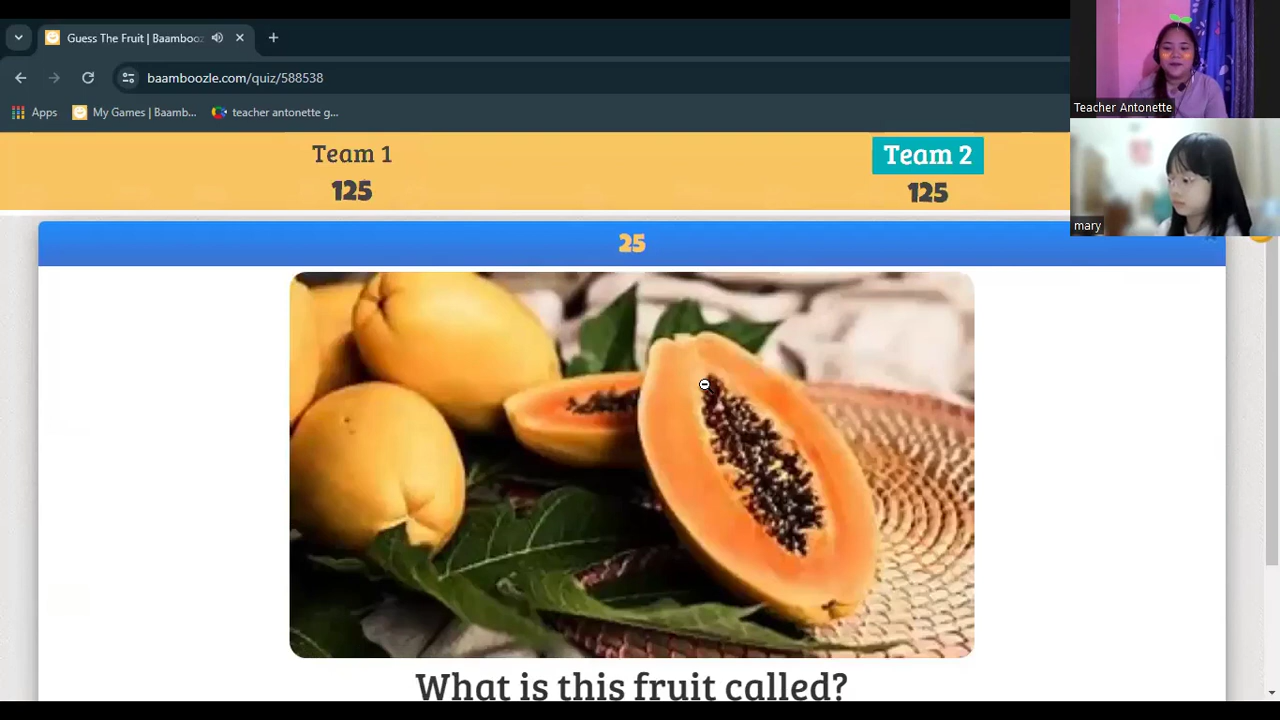 Guess The Fruit | Baambooz
baamboozle.com/quiz/588538
Apps
My Games | Baamb...
teacher antonette g...
Teacher Antonette
mary
Team 1
125
Team 2
125
25
What is this fruit called?